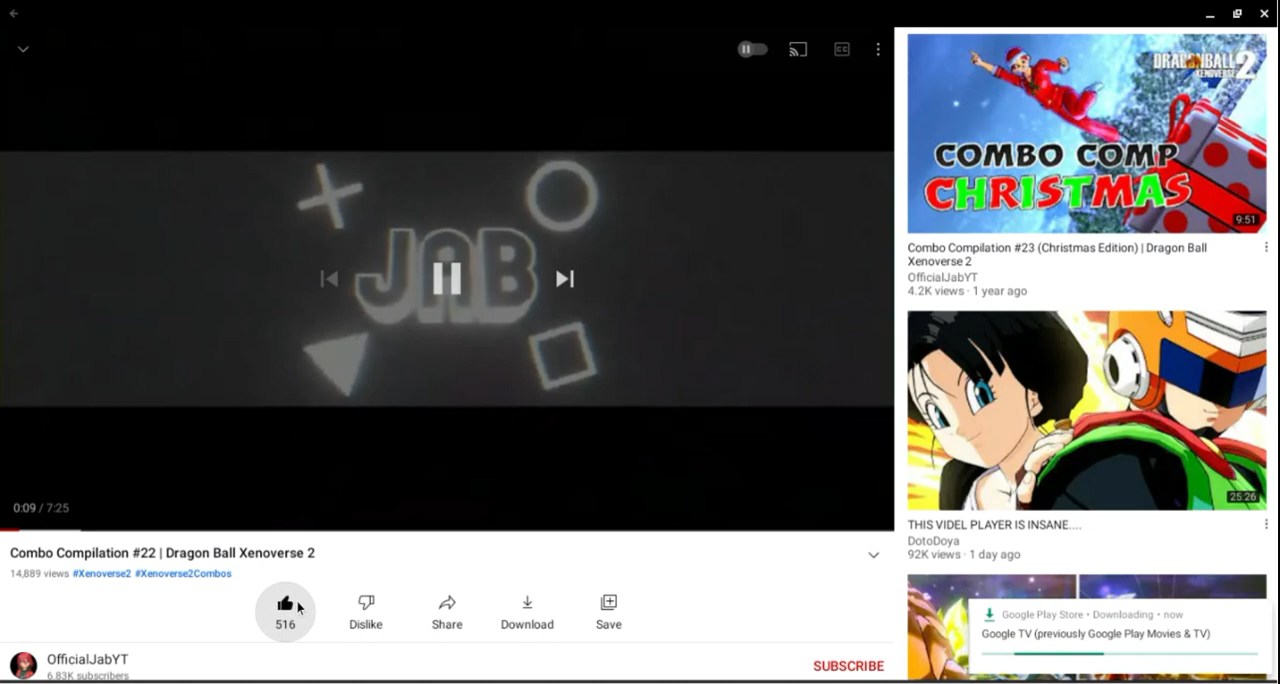 CC
JAB
0:09 / 7:25
Combo Compilation #22 | Dragon Ball Xenoverse 2
14,889 views #Xenoverse2 #Xenoverse2Combos
516 Dislike Share Download Save
OfficialJabYT
6.83K subscribers
SUBSCRIBE
DRAGONBALL
XENOVERSE 2
COMBO COMP
CHRISTMAS
9:51
Combo Compilation #23 (Christmas Edition) | Dragon Ball
Xenoverse 2
OfficialJabYT
4.2K views · 1 year ago
25:26
THIS VIDEL PLAYER IS INSANE....
DotoDoya
92K views · 1 day ago
Google Play Store • Downloading • now
Google TV (previously Google Play Movies & TV)